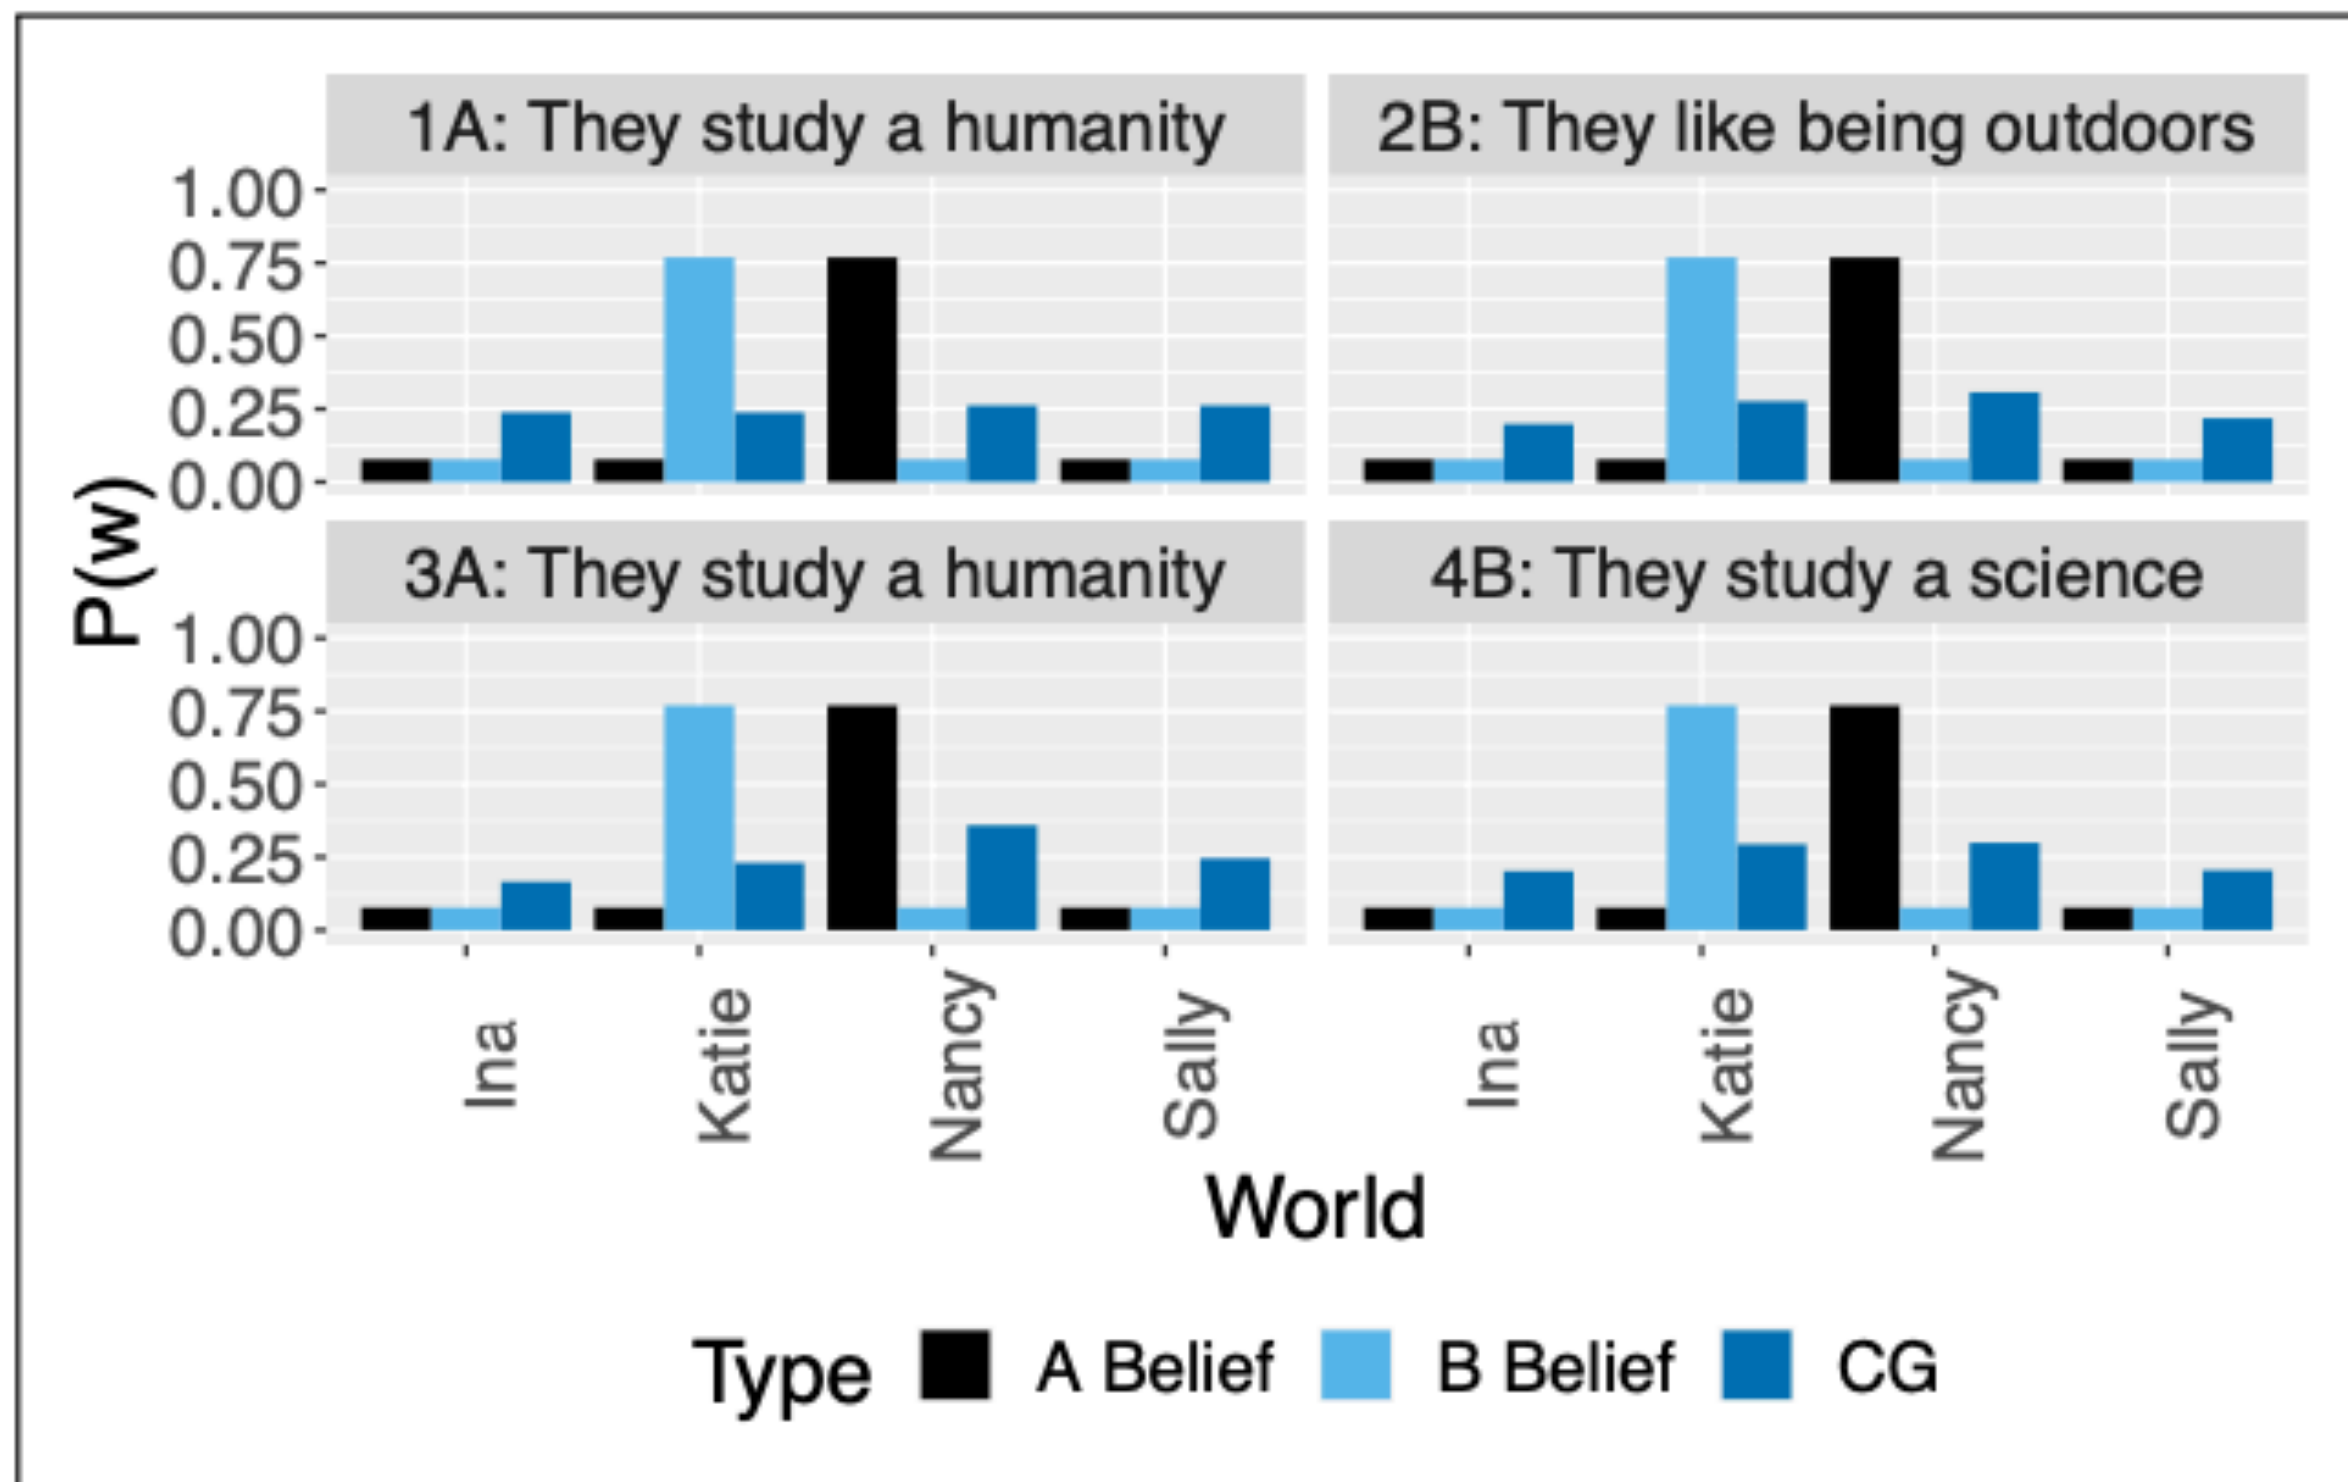 1A: They study a humanity
2B: They like being outdoors
1.00
0.75
0.50
0.25
0.00
3A: They study a humanity
4B: They study a science
1.00
0.75
0.50
0.25
0.00
P(w)
Ina
Katie
Nancy
Sally
Ina
Katie
Nancy
Sally
World
Type A Belief B Belief CG